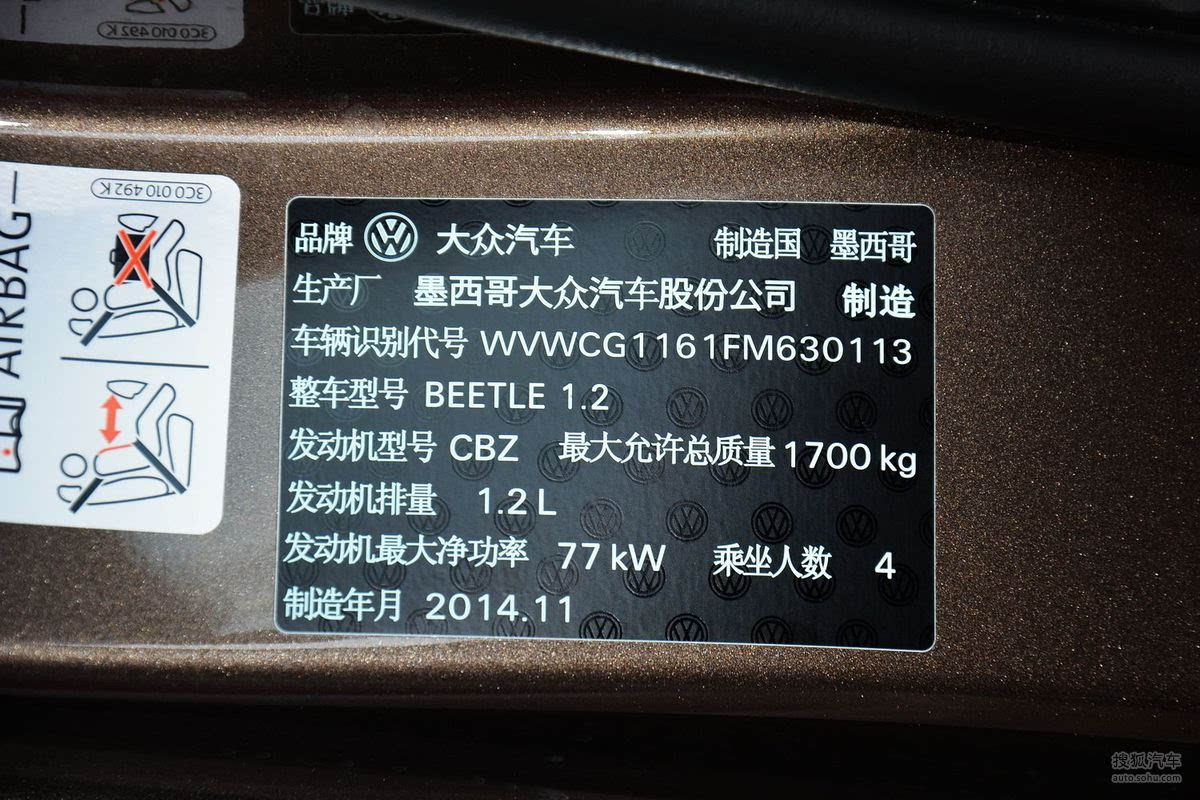 3C0 010 492 K
3C0 010 492 K
AIRBAG
品牌 大众汽车 制造国 墨西哥
生产厂 墨西哥大众汽车股份公司 制造
车辆识别代号 WVWCG1161FM630113
整车型号 BEETLE 1.2
发动机型号 CBZ 最大允许总质量 1700 kg
发动机排量 1.2 L
发动机最大净功率 77 kW 乘坐人数 4
制造年月 2014.11
搜狐汽车
auto.sohu.com